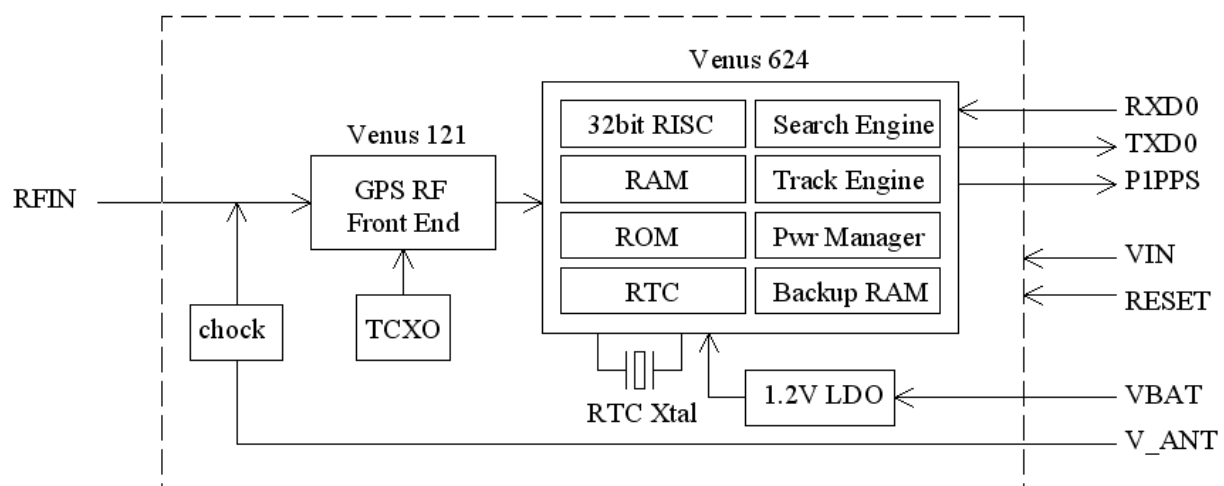 Venus 624
Venus 121
RFIN
GPS RF
Front End
chock
TCXO
32bit RISC
Search Engine
RAM
Track Engine
ROM
Pwr Manager
RTC
Backup RAM
RTC Xtal
1.2V LDO
RXD0
TXD0
P1PPS
VIN
RESET
VBAT
V_ANT